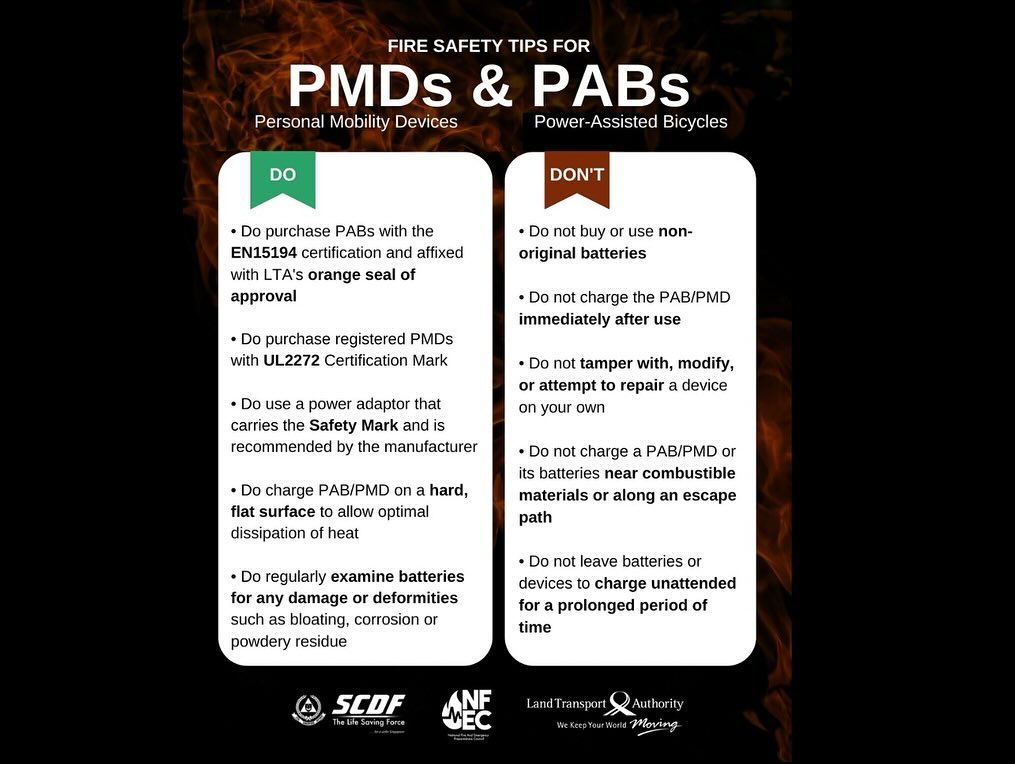 FIRE SAFETY TIPS FOR
PMDs & PABs
Personal Mobility Devices
Power-Assisted Bicycles
DO
• Do purchase PABs with the
EN15194 certification and affixed
with LTA's orange seal of
approval
• Do purchase registered PMDs
with UL2272 Certification Mark
• Do use a power adaptor that
carries the Safety Mark and is
recommended by the manufacturer
• Do charge PAB/PMD on a hard,
flat surface to allow optimal
dissipation of heat
• Do regularly examine batteries
for any damage or deformities
such as bloating, corrosion or
powdery residue
DON'T
• Do not buy or use non-
original batteries
• Do not charge the PAB/PMD
immediately after use
• Do not tamper with, modify,
or attempt to repair a device
on your own
• Do not charge a PAB/PMD or
its batteries near combustible
materials or along an escape
path
• Do not leave batteries or
devices to charge unattended
for a prolonged period of
time
SCDF
The Life Saving Force
NF
EC
National Fire And Emergency
Preparedness Council
Land Transport Authority
We Keep Your World Moving